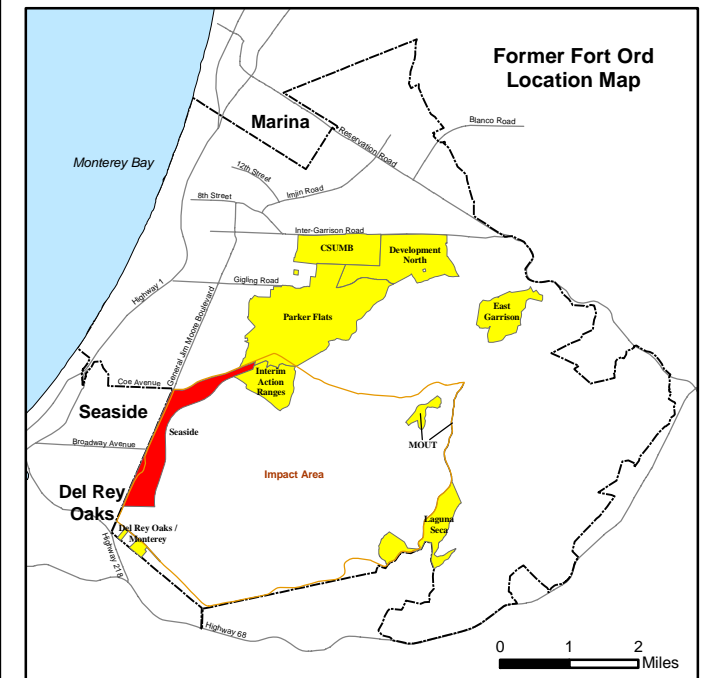 Former Fort Ord
Location Map
Marina
Blanco Road
Reservation Road
Monterey Bay
12th Street
Imjin Road
8th Street
Inter-Garrison Road
CSUMB
Development
North
Gigling Road
Highway 1
General Jim Moore Boulevard
East
Garrison
Parker Flats
Interim
Action
Ranges
Coe Avenue
Seaside
Seaside
Broadway Avenue
MOUT
Impact Area
Del Rey
Oaks
Laguna
Seca
Del Rey Oaks /
Monterey
Highway 218
Highway 68
0 1 2
Miles